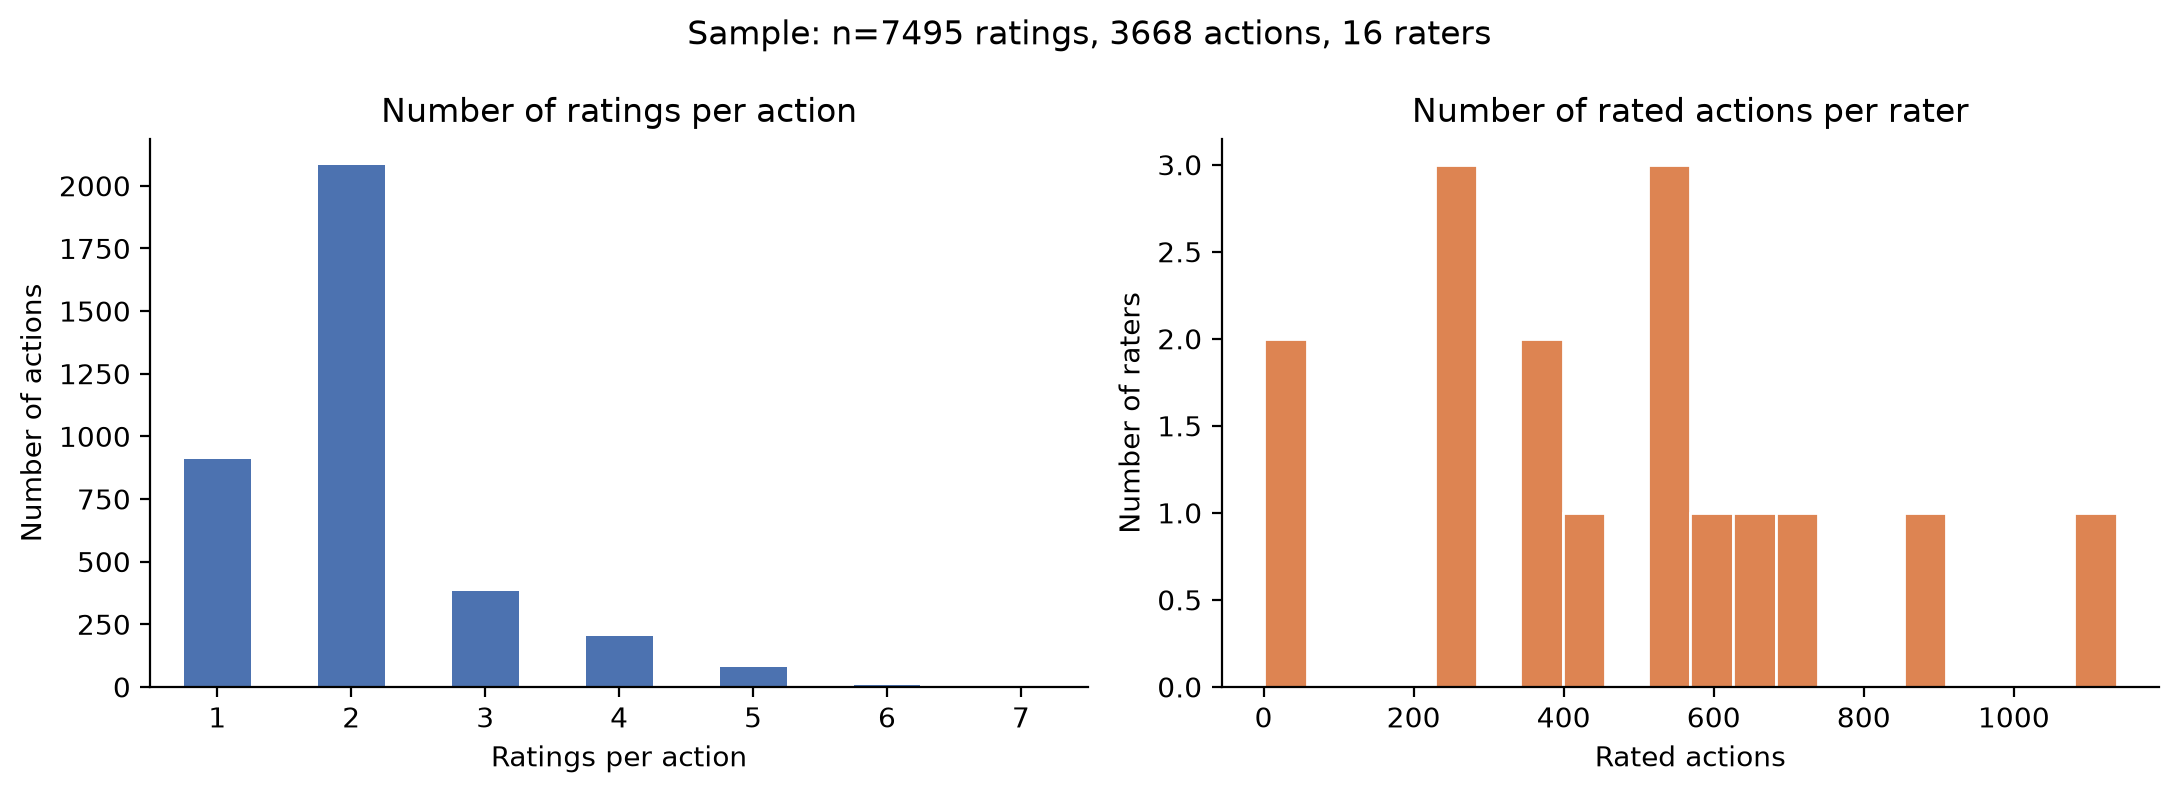 Sample: n=7495 ratings, 3668 actions, 16 raters
Number of ratings per action
Number of actions
2000
1750
1500
1250
1000
750
500
250
0
1 2 3 4 5 6 7
Ratings per action
Number of rated actions per rater
Number of raters
3.0
2.5
2.0
1.5
1.0
0.5
0.0
0 200 400 600 800 1000
Rated actions